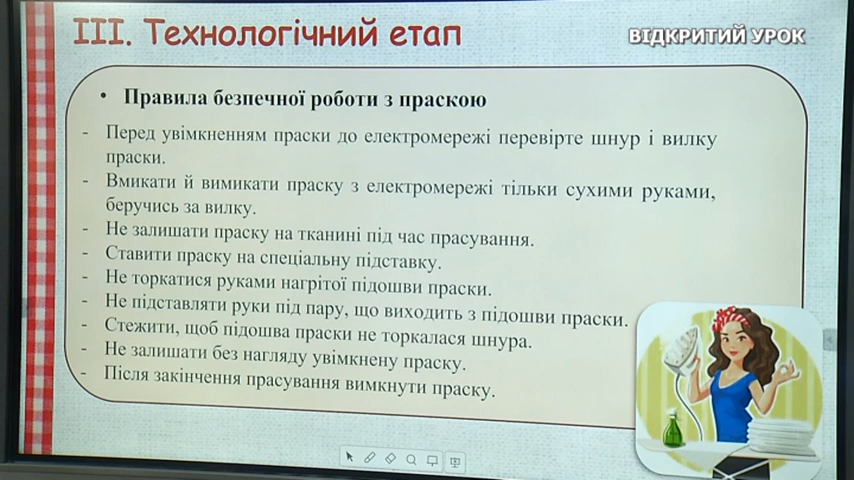 III. Технологічний етап
ВІДКРИТИЙ УРОК
• Правила безпечної роботи з праскою
- Перед увімкненням праски до електромережі перевірте шнур і вилку
праски.
- Вмикати й вимикати праску з електромережі тільки сухими руками,
беручись за вилку.
- Не залишати праску на тканині під час прасування.
- Ставити праску на спеціальну підставку.
- Не торкатися руками нагрітої підошви праски.
- Не підставляти руки під пару, що виходить з підошви праски.
- Стежити, щоб підошва праски не торкалася шнура.
- Не залишати без нагляду увімкнену праску.
- Після закінчення прасування вимкнути праску.